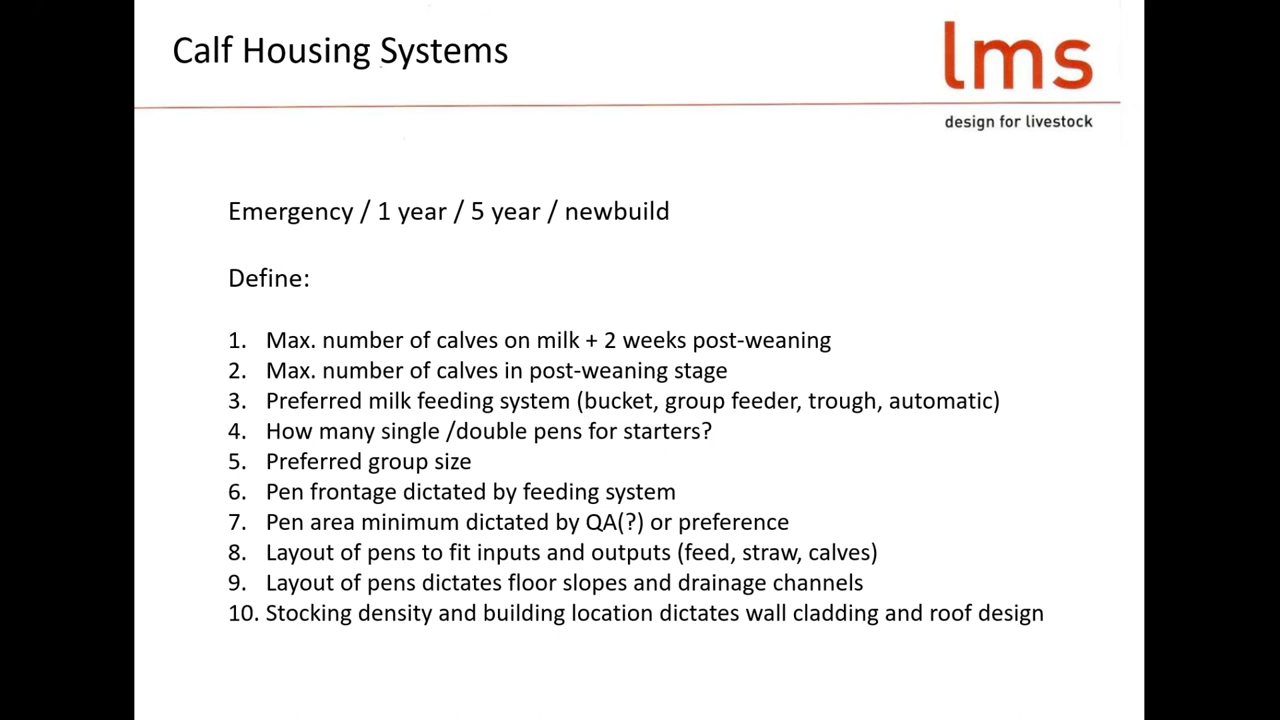 Calf Housing Systems
lms
design for livestock
Emergency / 1 year / 5 year / newbuild
Define:
1. Max. number of calves on milk + 2 weeks post-weaning
2. Max. number of calves in post-weaning stage
3. Preferred milk feeding system (bucket, group feeder, trough, automatic)
4. How many single /double pens for starters?
5. Preferred group size
6. Pen frontage dictated by feeding system
7. Pen area minimum dictated by QA(?) or preference
8. Layout of pens to fit inputs and outputs (feed, straw, calves)
9. Layout of pens dictates floor slopes and drainage channels
10. Stocking density and building location dictates wall cladding and roof design